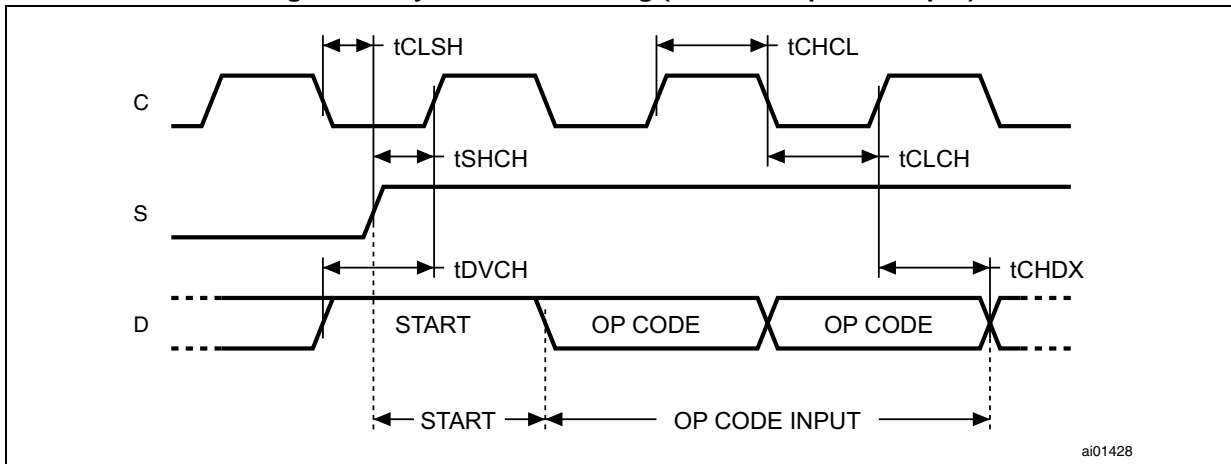 tCLSH
tCHCL
C
tSHCH
tCLCH
S
tDVCH
tCHDX
D
START
OP CODE
OP CODE
START
OP CODE INPUT
ai01428